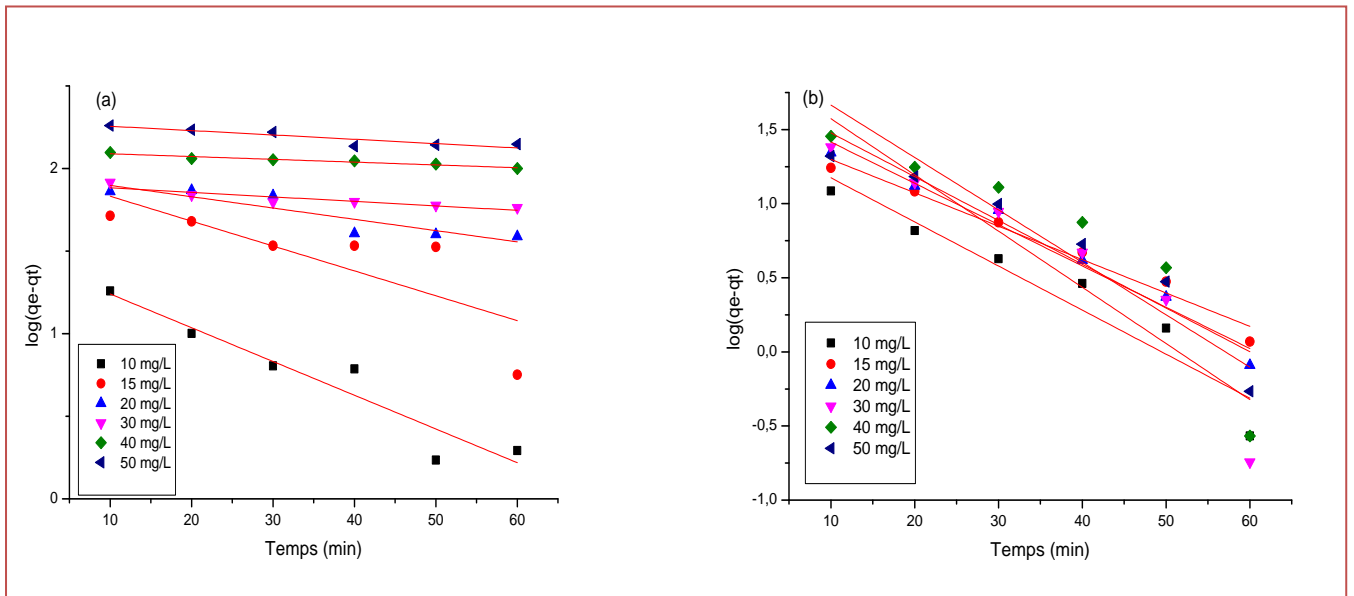 (a)
2
1
0
10 20 30 40 50 60
log(qe-qt)
Temps (min)
10 mg/L
15 mg/L
20 mg/L
30 mg/L
40 mg/L
50 mg/L
(b)
1,5
1,0
0,5
0,0
-0,5
-1,0
10 20 30 40 50 60
log(qe-qt)
Temps (min)
10 mg/L
15 mg/L
20 mg/L
30 mg/L
40 mg/L
50 mg/L